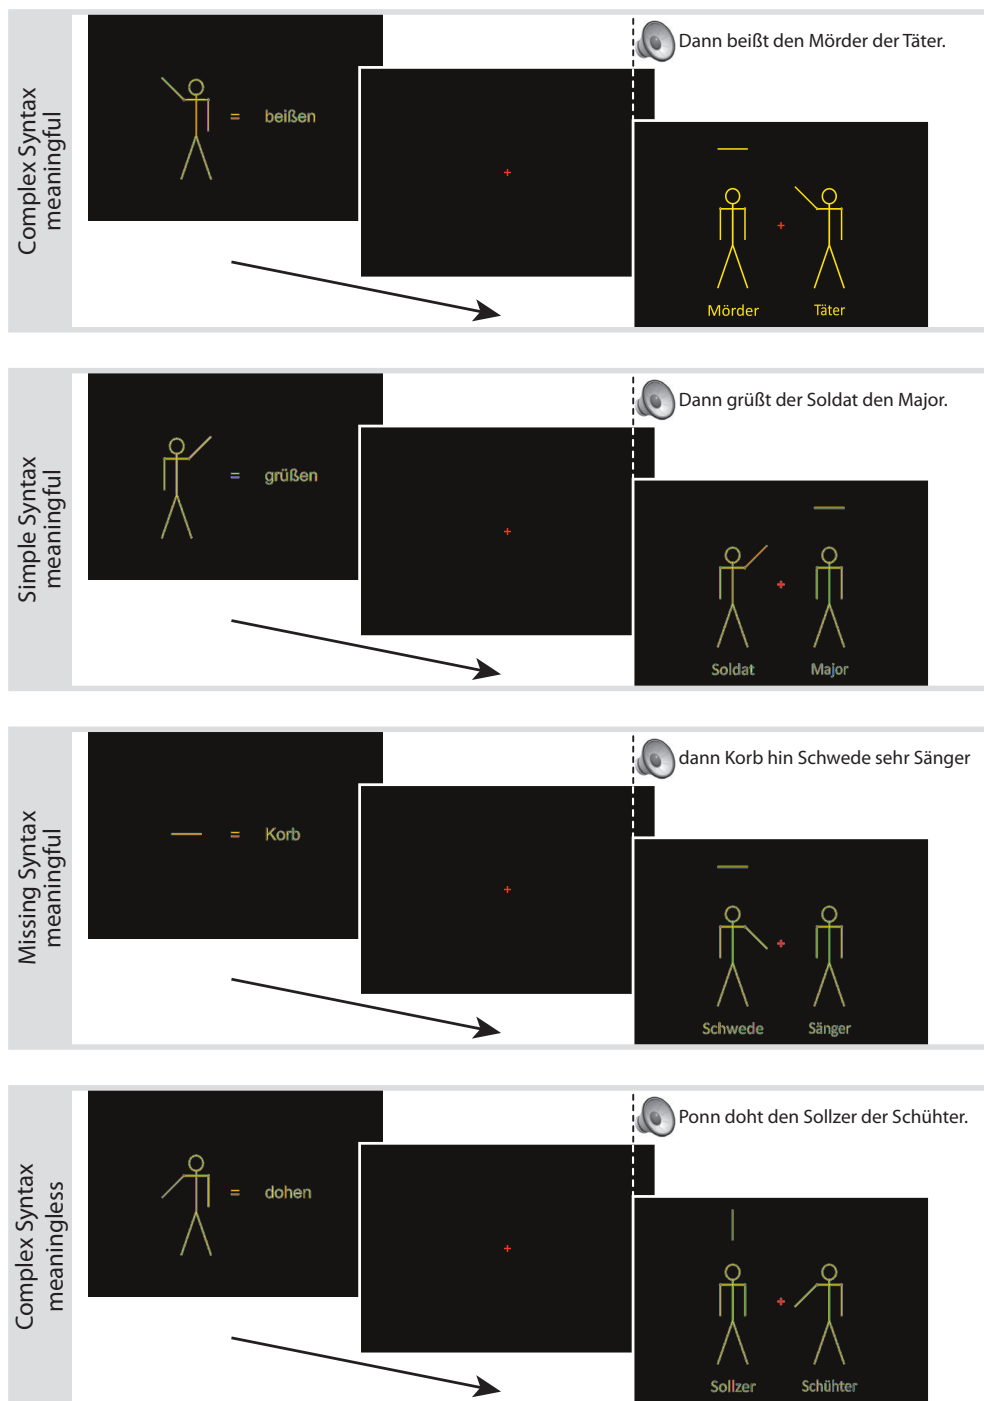 Complex Syntax
meaningful
= beißen
Dann beißt den Mörder der Täter.
Mörder Täter
Simple Syntax
meaningful
= grüßen
Dann grüßt der Soldat den Major.
Soldat Major
Missing Syntax
meaningful
= Korb
dann Korb hin Schwede sehr Sänger
Schwede Sänger
Complex Syntax
meaningless
= dohen
Ponn doht den Sollzer der Schühter.
Sollzer Schühter